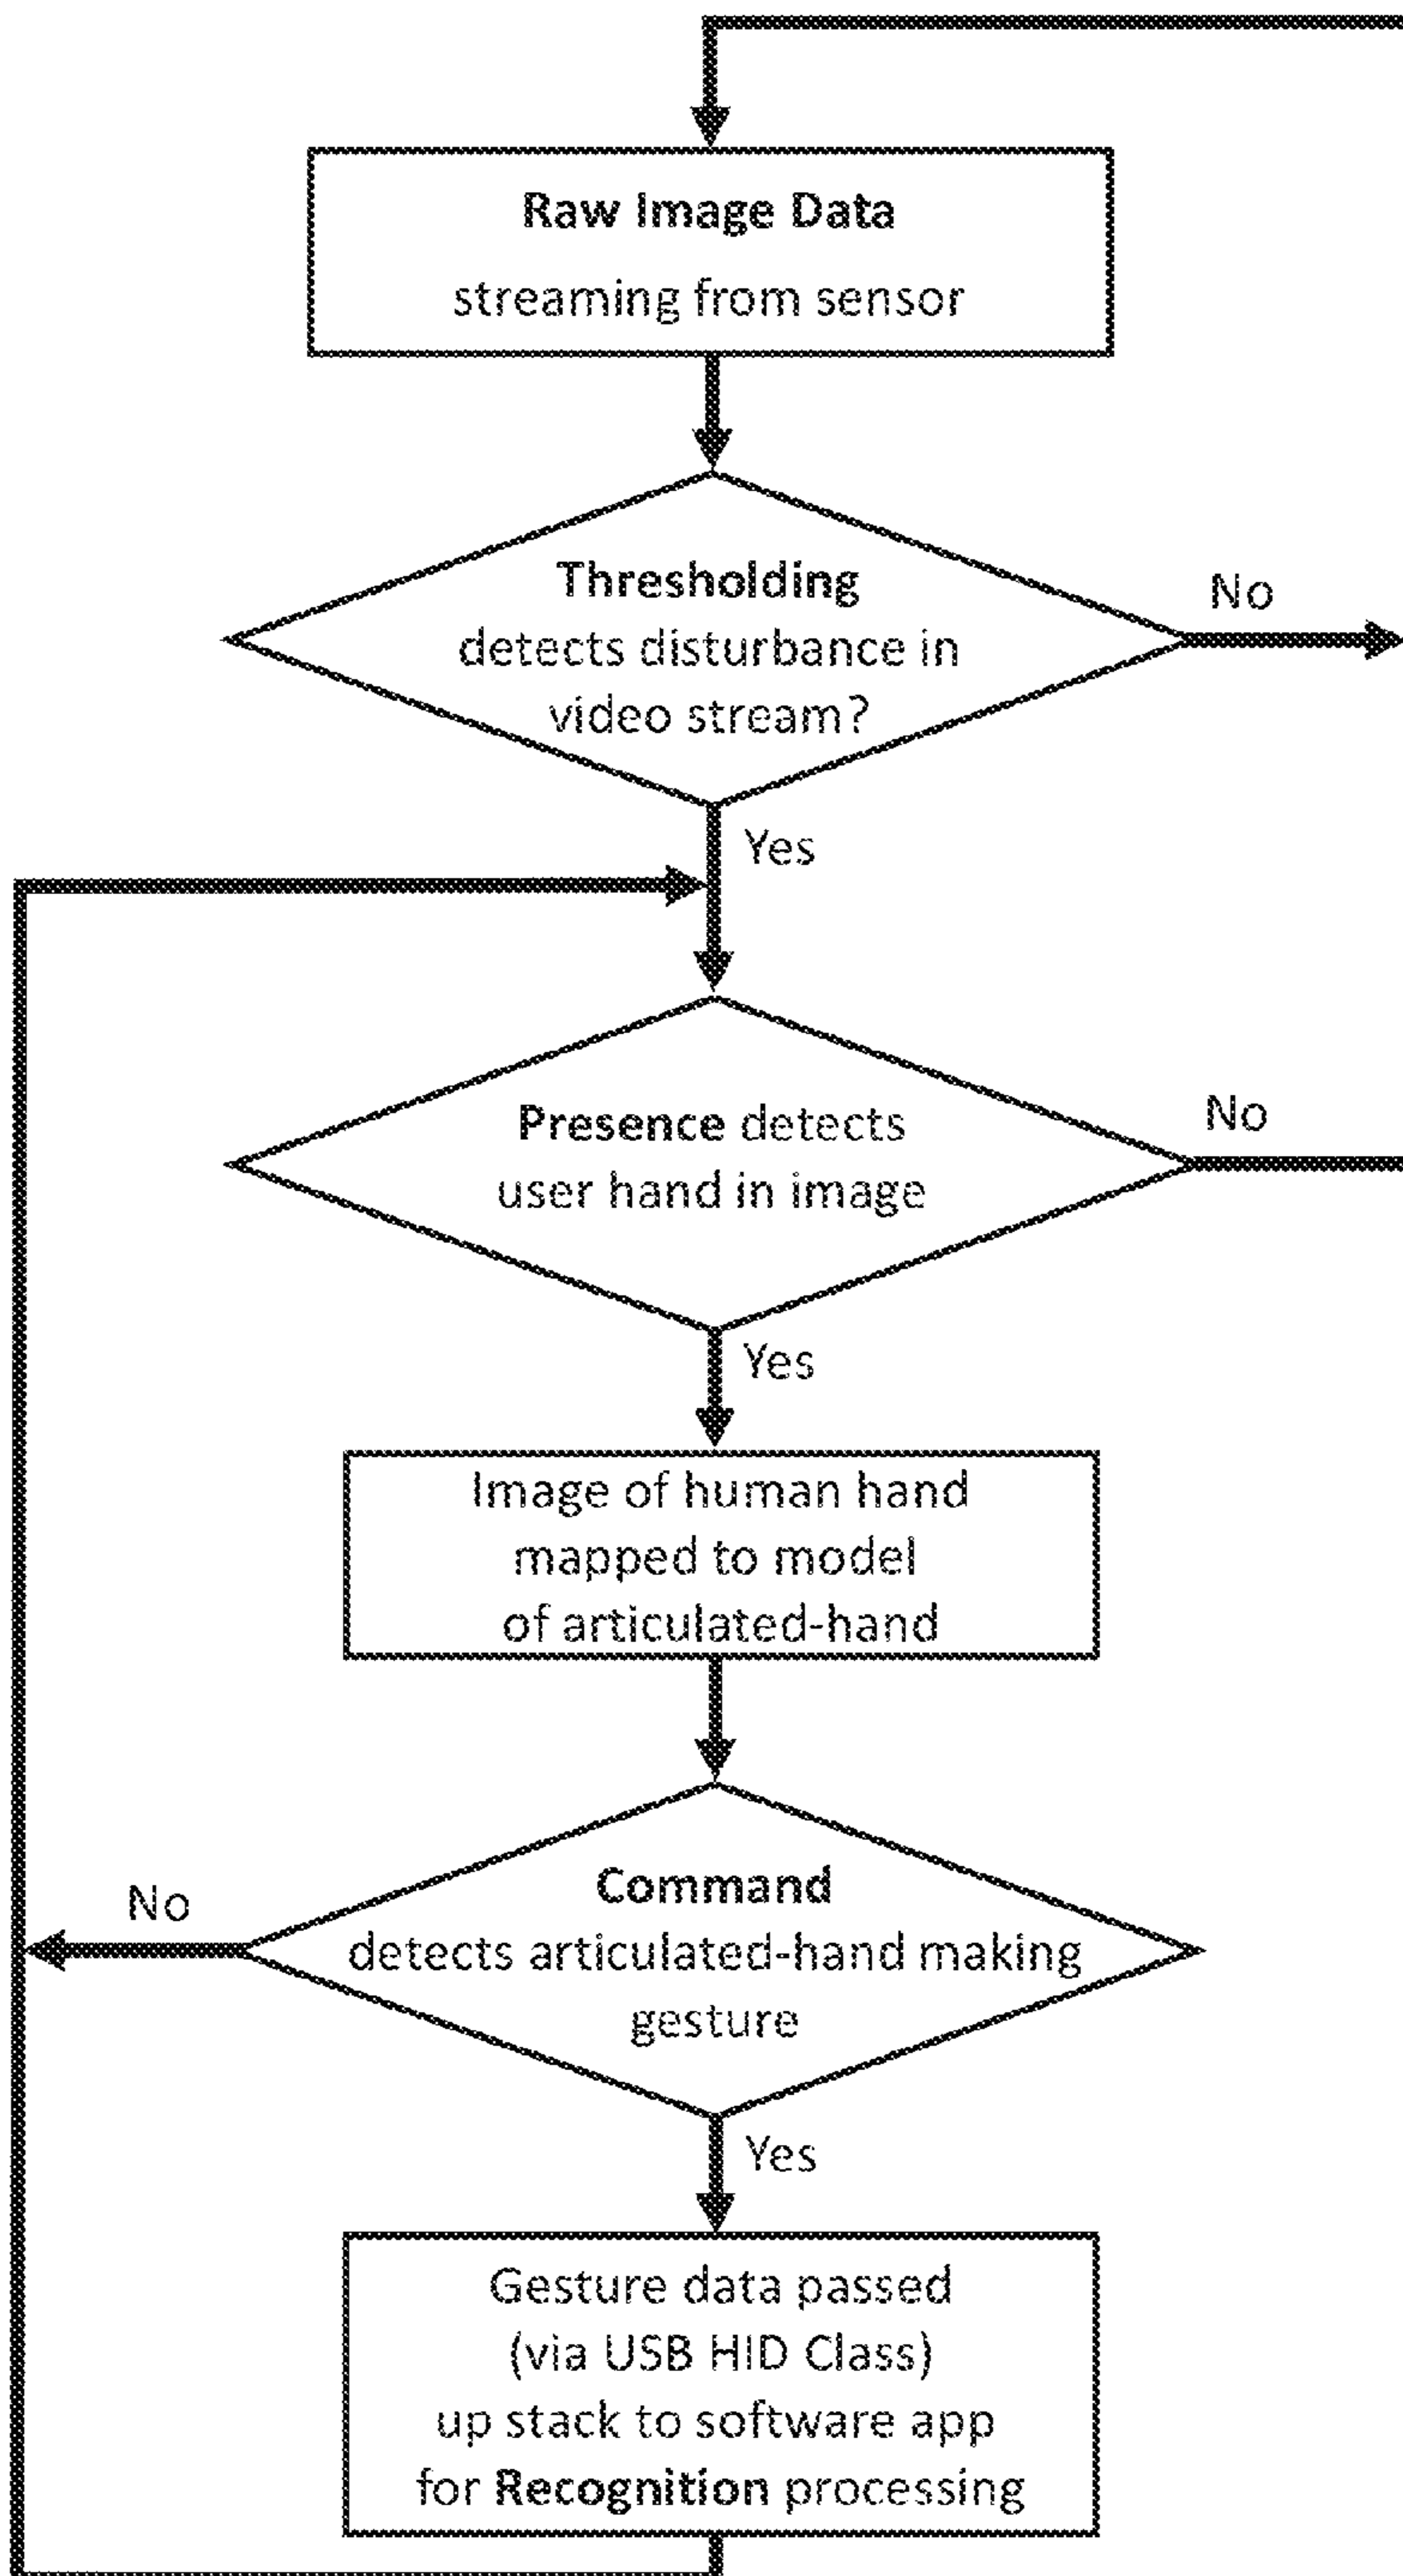 Raw Image Data
streaming from sensor
Thresholding
detects disturbance in
video stream?
No
Yes
Presence detects
user hand in image
No
Yes
Image of human hand
mapped to model
of articulated-hand
Command
detects articulated-hand making
gesture
No
Yes
Gesture data passed
(via USB HID Class)
up stack to software app
for Recognition processing